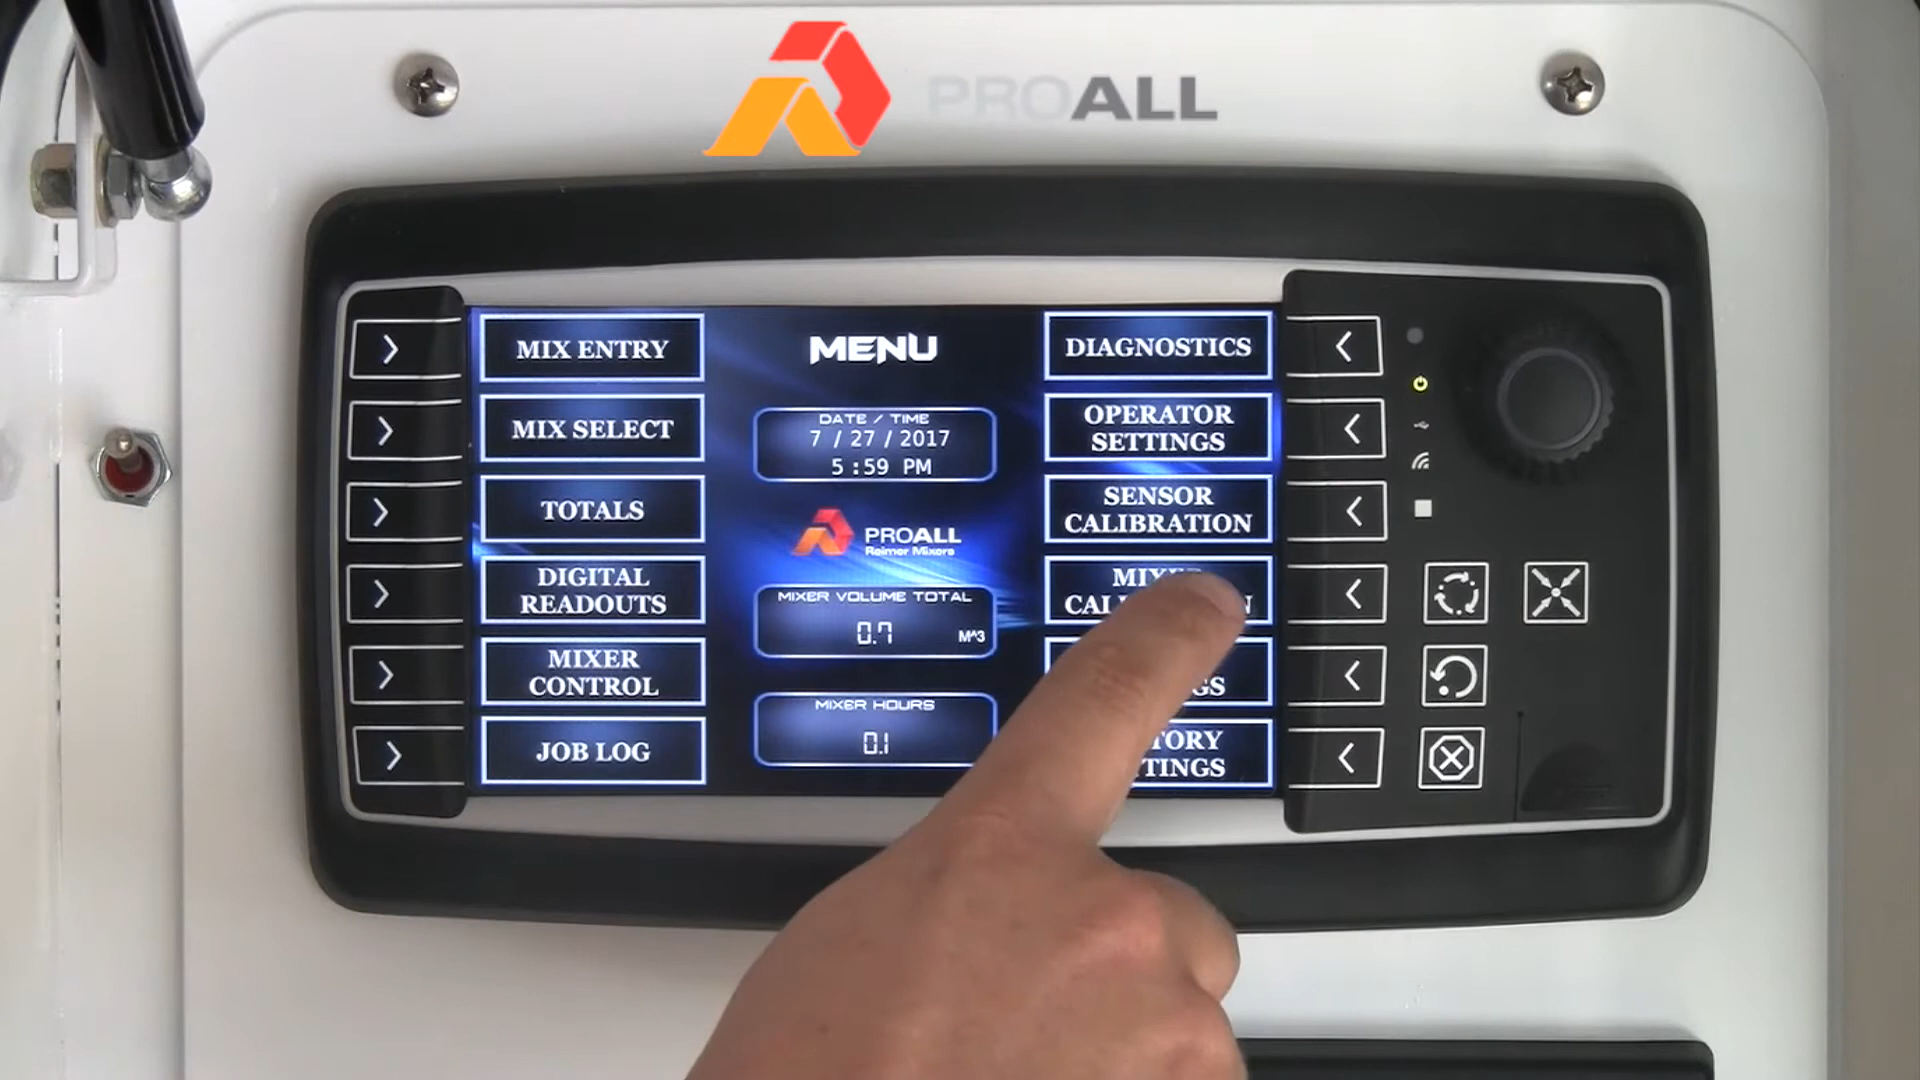 PROALL
MIX ENTRY
MIX SELECT
TOTALS
DIGITAL
READOUTS
MIXER
CONTROL
JOB LOG
MENU
DATE / TIME
7 / 27 / 2017
5:59 PM
PROALL
Reimer Mixers
MIXER VOLUME TOTAL
0.7 M^3
MIXER HOURS
0.1
DIAGNOSTICS
OPERATOR
SETTINGS
SENSOR
CALIBRATION
MIXER